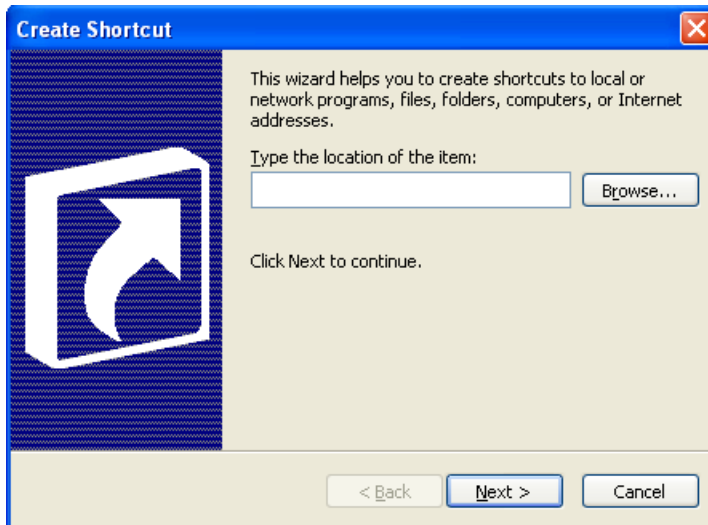 Create Shortcut
This wizard helps you to create shortcuts to local or
network programs, files, folders, computers, or Internet
addresses.
Type the location of the item:
Browse...
Click Next to continue.
< Back
Next >
Cancel